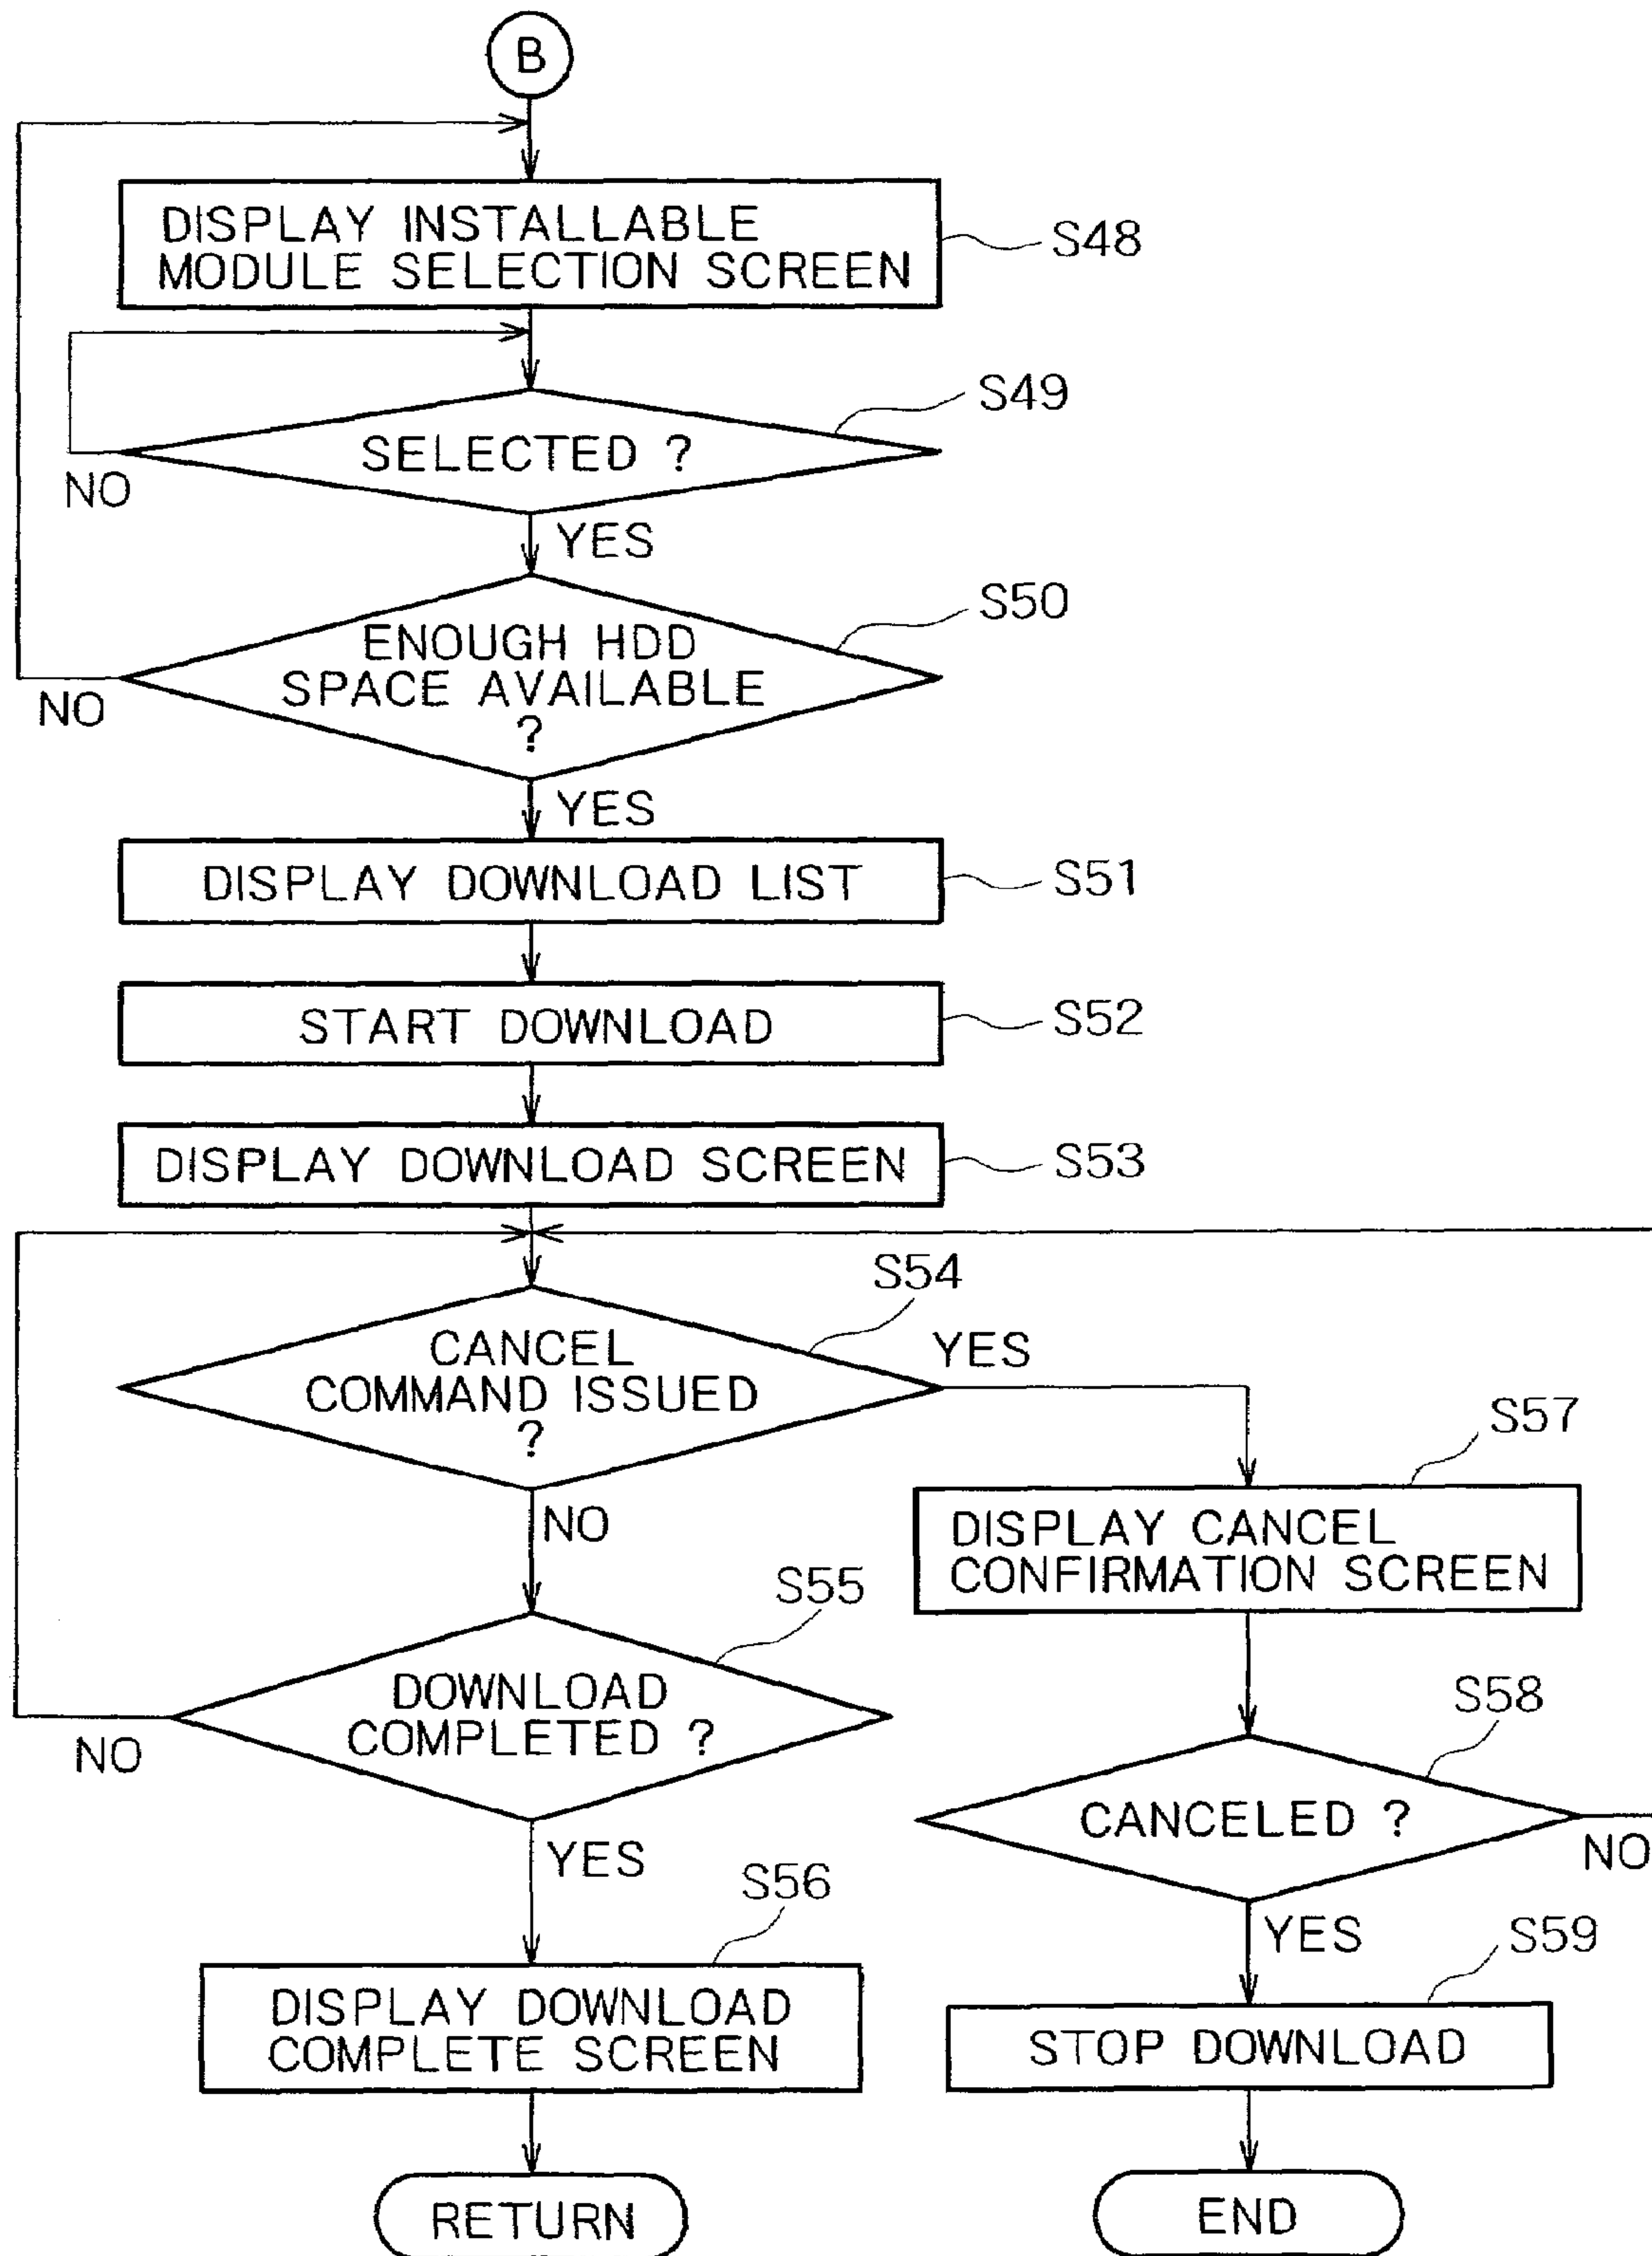 B
DISPLAY INSTALLABLE
MODULE SELECTION SCREEN
S48
S49
SELECTED ?
NO
YES
S50
ENOUGH HDD
SPACE AVAILABLE
?
NO
YES
DISPLAY DOWNLOAD LIST
S51
START DOWNLOAD
S52
DISPLAY DOWNLOAD SCREEN
S53
S54
CANCEL
COMMAND ISSUED
?
YES
NO
S57
DISPLAY CANCEL
CONFIRMATION SCREEN
S55
DOWNLOAD
COMPLETED ?
NO
YES
S58
CANCELED ?
NO
YES
S56
DISPLAY DOWNLOAD
COMPLETE SCREEN
S59
STOP DOWNLOAD
RETURN
END